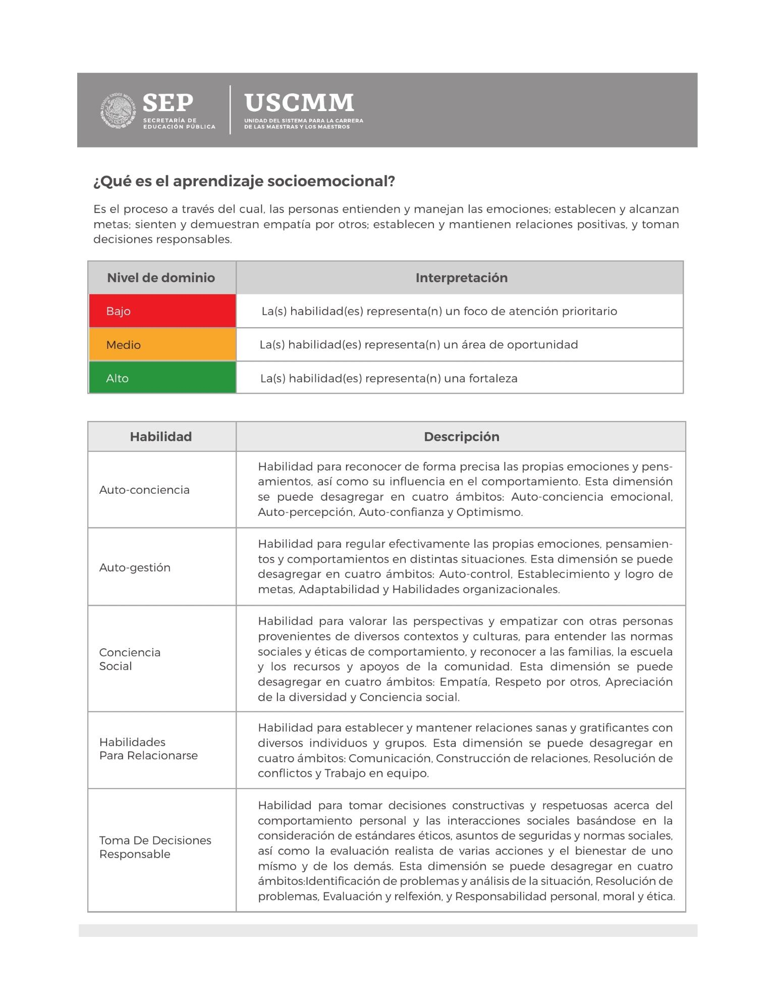 ESTADOS UNIDOS MEXICANOS
SEP
SECRETARÍA DE
EDUCACIÓN PÚBLICA
USCMM
UNIDAD DEL SISTEMA PARA LA CARRERA
DE LAS MAESTRAS Y LOS MAESTROS
¿Qué es el aprendizaje socioemocional?
Es el proceso a través del cual, las personas entienden y manejan las emociones; establecen y alcanzan
metas; sienten y demuestran empatía por otros; establecen y mantienen relaciones positivas, y toman
decisiones responsables.
Nivel de dominio
Interpretación
Bajo
La(s) habilidad(es) representa(n) un foco de atención prioritario
Medio
La(s) habilidad(es) representa(n) un área de oportunidad
Alto
La(s) habilidad(es) representa(n) una fortaleza
Habilidad
Descripción
Auto-conciencia
Habilidad para reconocer de forma precisa las propias emociones y pens-
amientos, así como su influencia en el comportamiento. Esta dimensión
se puede desagregar en cuatro ámbitos: Auto-conciencia emocional,
Auto-percepción, Auto-confianza y Optimismo.
Auto-gestión
Habilidad para regular efectivamente las propias emociones, pensamien-
tos y comportamientos en distintas situaciones. Esta dimensión se puede
desagregar en cuatro ámbitos: Auto-control, Establecimiento y logro de
metas, Adaptabilidad y Habilidades organizacionales.
Conciencia
Social
Habilidad para valorar las perspectivas y empatizar con otras personas
provenientes de diversos contextos y culturas, para entender las normas
sociales y éticas de comportamiento, y reconocer a las familias, la escuela
y los recursos y apoyos de la comunidad. Esta dimensión se puede
desagregar en cuatro ámbitos: Empatía, Respeto por otros, Apreciación
de la diversidad y Conciencia social.
Habilidades
Para Relacionarse
Habilidad para establecer y mantener relaciones sanas y gratificantes con
diversos individuos y grupos. Esta dimensión se puede desagregar en
cuatro ámbitos: Comunicación, Construcción de relaciones, Resolución de
conflictos y Trabajo en equipo.
Toma De Decisiones
Responsable
Habilidad para tomar decisiones constructivas y respetuosas acerca del
comportamiento personal y las interacciones sociales basándose en la
consideración de estándares éticos, asuntos de seguridas y normas sociales,
así como la evaluación realista de varias acciones y el bienestar de uno
mísmo y de los demás. Esta dimensión se puede desagregar en cuatro
ámbitos:Identificación de problemas y análisis de la situación, Resolución de
problemas, Evaluación y relfexión, y Responsabilidad personal, moral y ética.